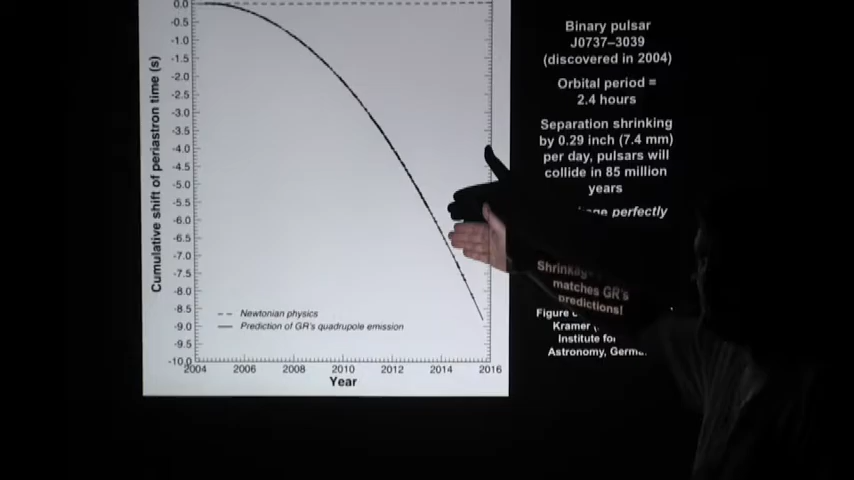 0.0
-0.5
-1.0
-1.5
-2.0
-2.5
-3.0
-3.5
-4.0
-4.5
-5.0
-5.5
-6.0
-6.5
-7.0
-7.5
-8.0
-8.5
-9.0
-9.5
-10.0
Cumulative shift of periastron time (s)
Newtonian physics
Prediction of GR's quadrupole emission
2004 2006 2008 2010 2012 2014 2016
Year
Binary pulsar
J0737–3039
(discovered in 2004)
Orbital period =
2.4 hours
Separation shrinking
by 0.29 inch (7.4 mm)
per day, pulsars will
collide in 85 million
years
perfectly
matches GR's
predictions!
Figure
Kramer
Institute for
Astronomy,